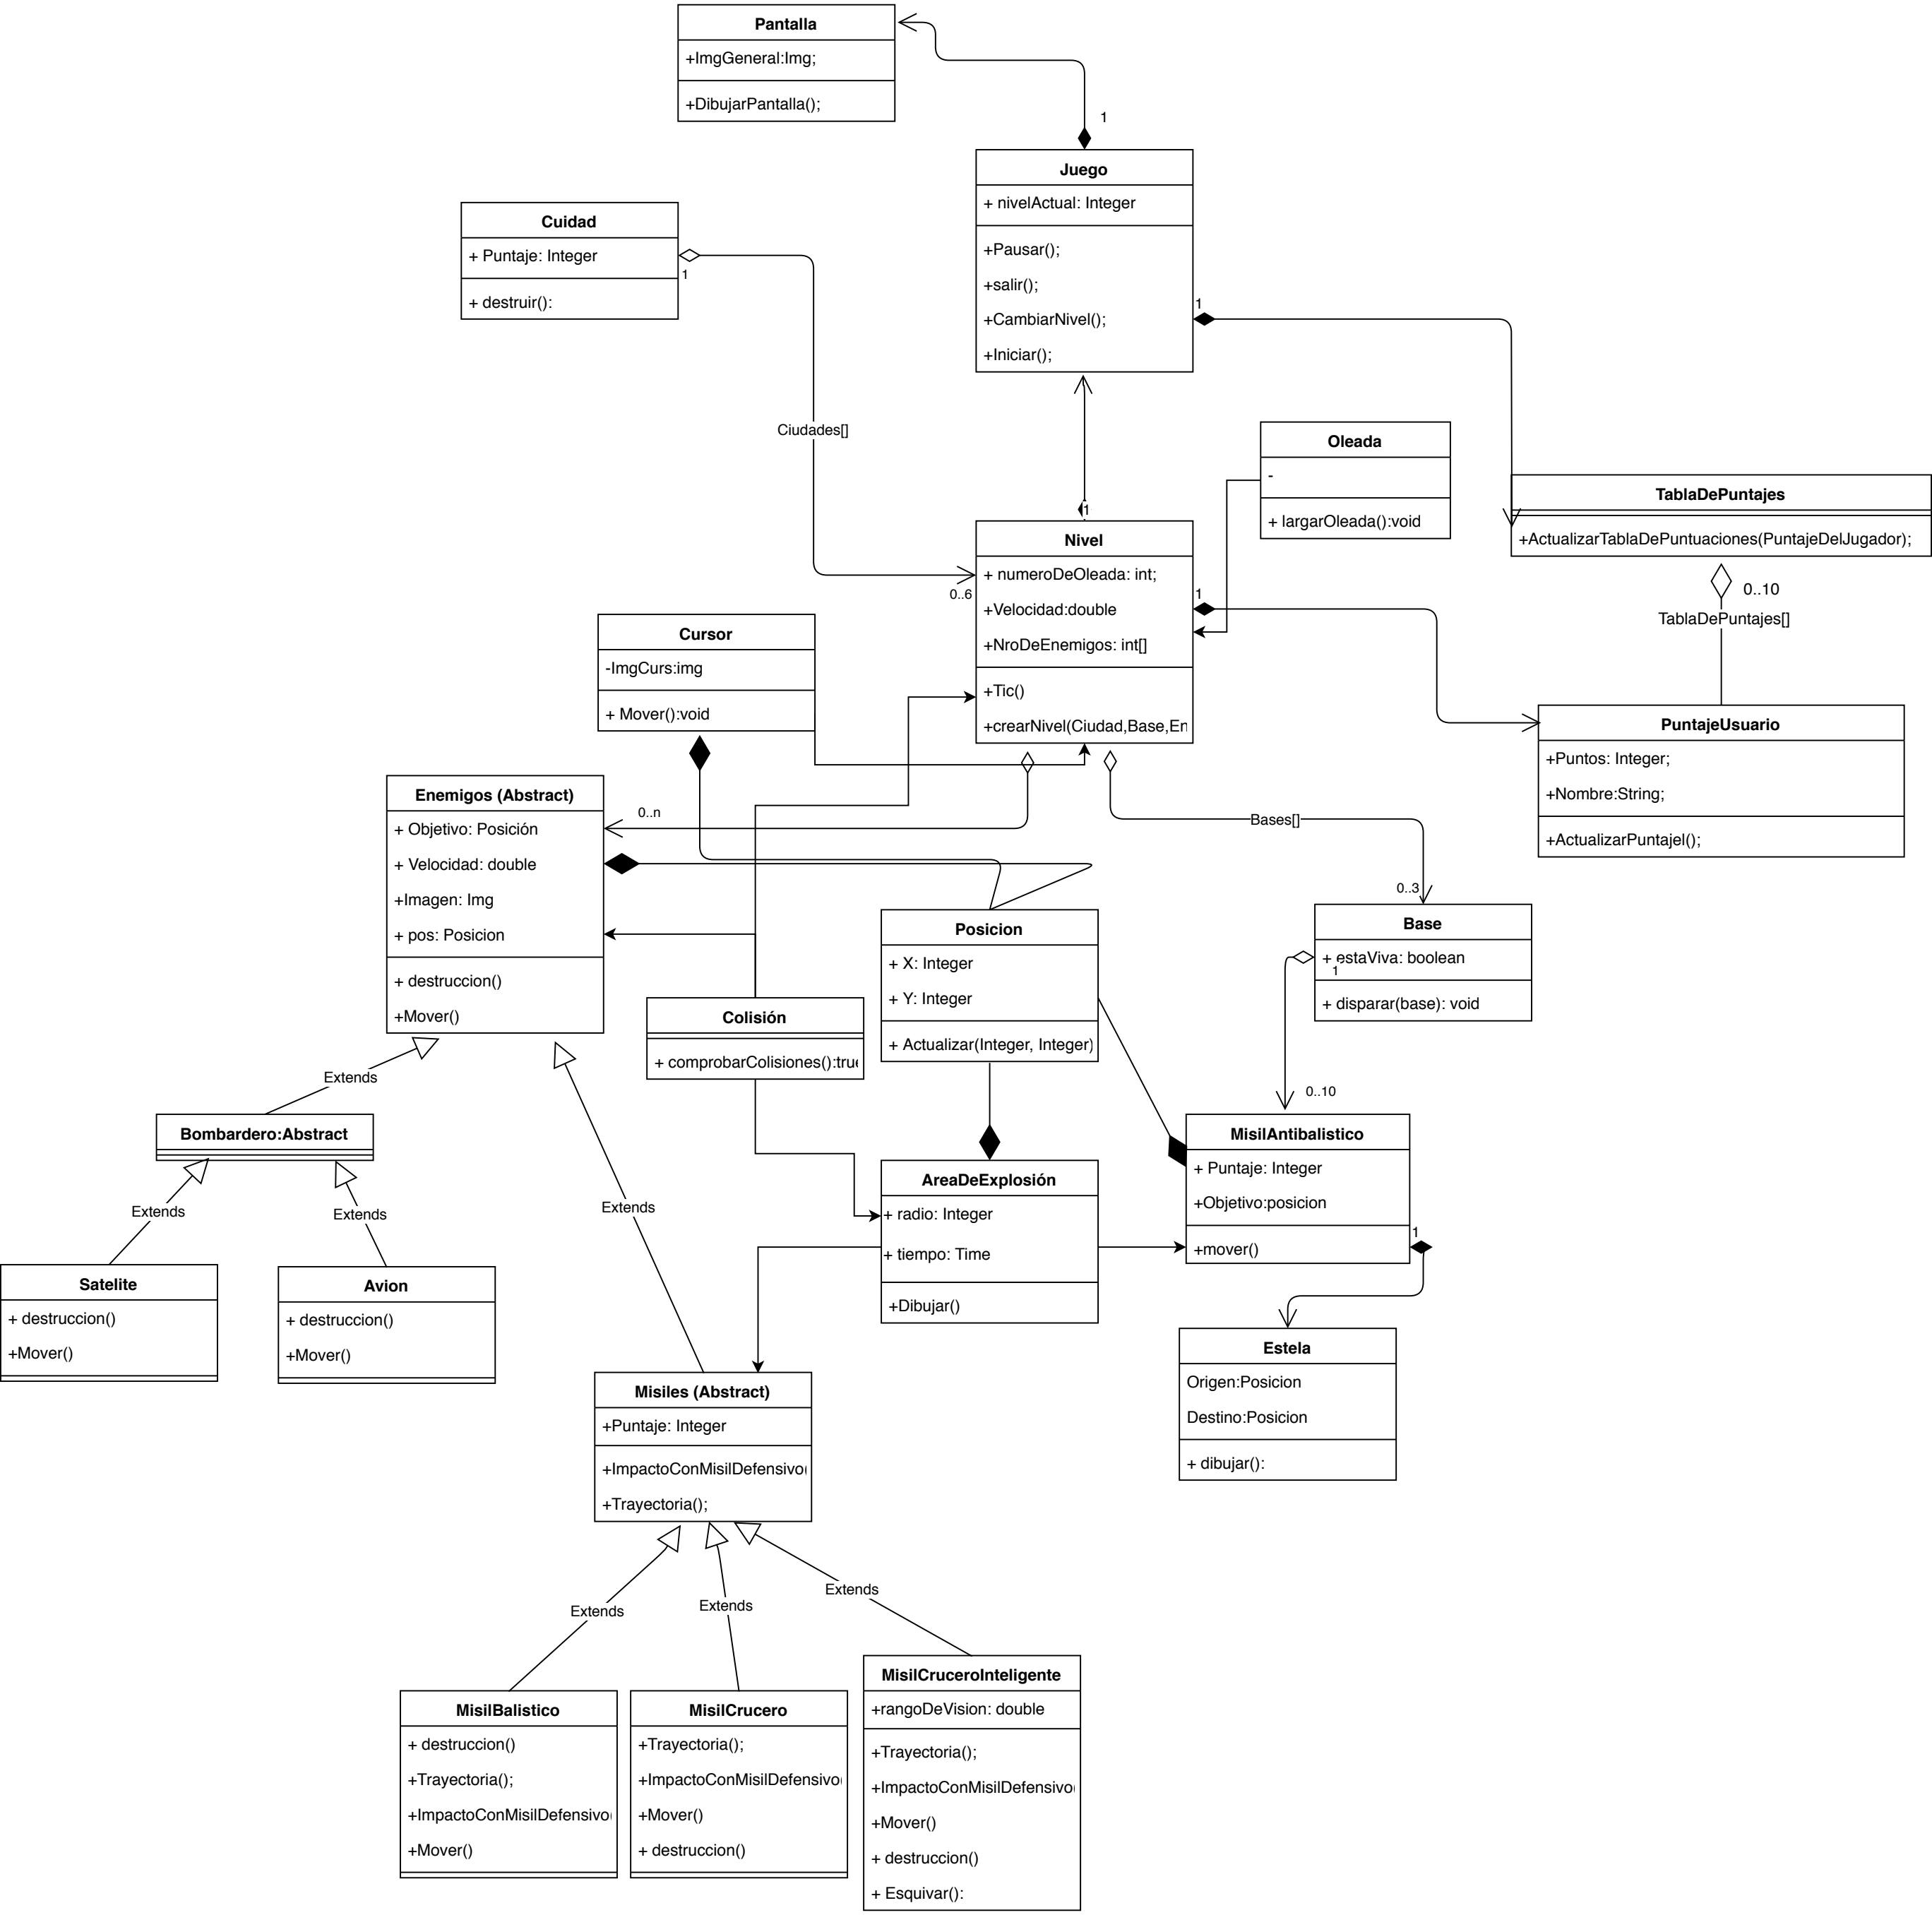 Pantalla
+ImgGeneral:Img;
+DibujarPantalla();
1
Juego
+ nivelActual: Integer
+Pausar();
+salir();
+CambiarNivel();
+Iniciar();
1
Cuidad
+ Puntaje: Integer
+ destruir():
1
Ciudades[]
0..6
Oleada
-
+ largarOleada():void
TablaDePuntajes
+ActualizarTablaDePuntuaciones(PuntajeDelJugador);
0..10
TablaDePuntajes[]
1
Nivel
+ numeroDeOleada: int;
+Velocidad:double
+NroDeEnemigos: int[]
+Tic()
+crearNivel(Ciudad,Base,En
1
Cursor
-ImgCurs:img
+ Mover():void
PuntajeUsuario
+Puntos: Integer;
+Nombre:String;
+ActualizarPuntajel();
Enemigos (Abstract)
+ Objetivo: Posición
+ Velocidad: double
+Imagen: Img
+ pos: Posicion
+ destruccion()
+Mover()
0..n
Bases[]
0..3
Base
+ estaViva: boolean
1
+ disparar(base): void
Posicion
+ X: Integer
+ Y: Integer
+ Actualizar(Integer, Integer)
Colisión
+ comprobarColisiones():true
Extends
0..10
Bombardero:Abstract
MisilAntibalistico
+ Puntaje: Integer
+Objetivo:posicion
+mover()
1
AreaDeExplosión
+ radio: Integer
+ tiempo: Time
+Dibujar()
Extends
Extends
Extends
Satelite
+ destruccion()
+Mover()
Avion
+ destruccion()
+Mover()
Estela
Origen:Posicion
Destino:Posicion
+ dibujar():
Misiles (Abstract)
+Puntaje: Integer
+ImpactoConMisilDefensivo(
+Trayectoria();
Extends
Extends
Extends
MisilBalistico
+ destruccion()
+Trayectoria();
+ImpactoConMisilDefensivo(
+Mover()
MisilCrucero
+Trayectoria();
+ImpactoConMisilDefensivo(
+Mover()
+ destruccion()
MisilCruceroInteligente
+rangoDeVision: double
+Trayectoria();
+ImpactoConMisilDefensivo(
+Mover()
+ destruccion()
+ Esquivar():